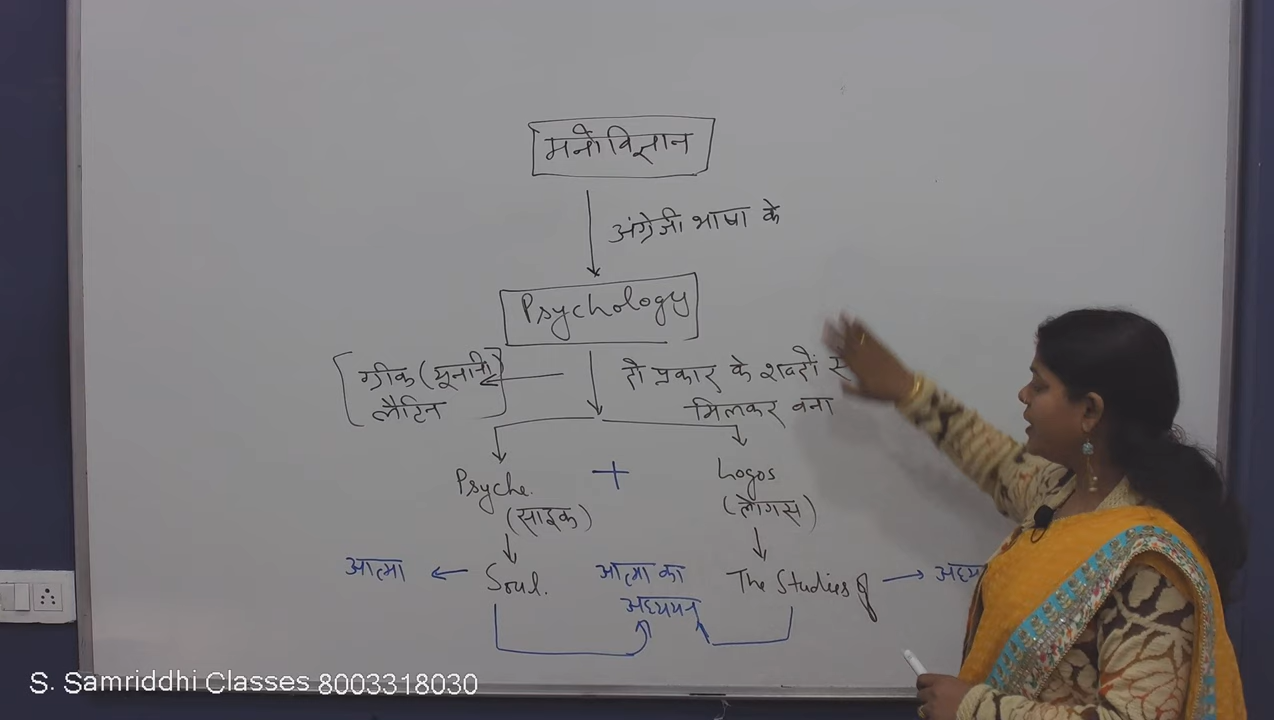 मनोविज्ञान
अंग्रेजी भाषा के
Psychology
ग्रीक (यूनानी)
लैटिन
दो प्रकार के शब्दों से
मिलकर बना
Psyche.
+
Logos
(साइक)
(लोगस)
आत्मा
Soul.
आत्मा का
अध्ययन
The Studies of
S. Samriddhi Classes 8003318030